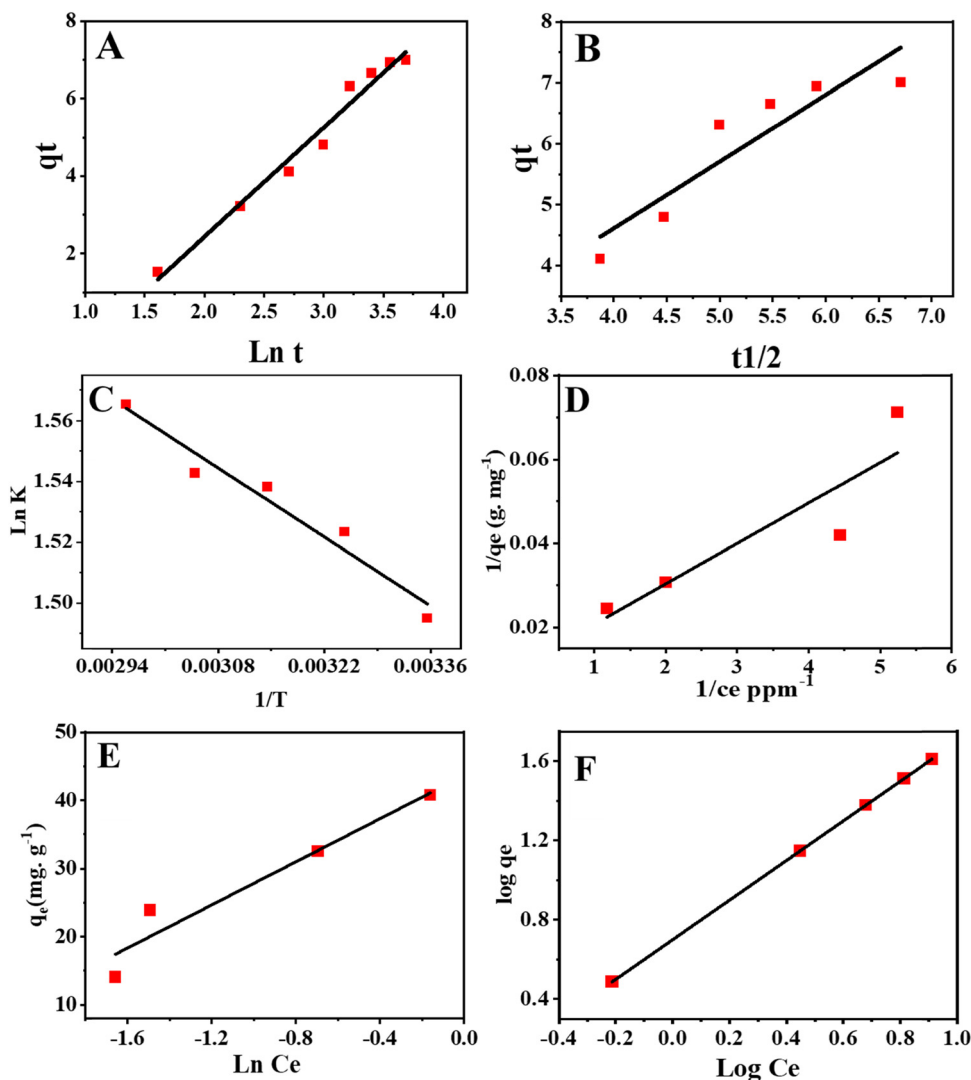 A
8
6
4
2
qt
1.0 1.5 2.0 2.5 3.0 3.5 4.0
Ln t
B
8
7
6
5
4
qt
3.5 4.0 4.5 5.0 5.5 6.0 6.5 7.0
t1/2
C
1.56
1.54
1.52
1.50
Ln K
0.00294 0.00308 0.00322 0.00336
1/T
D
0.08
0.06
0.04
0.02
1/qe (g. mg-1)
1 2 3 4 5 6
1/ce ppm-1
E
50
40
30
20
10
qe(mg. g-1)
-1.6 -1.2 -0.8 -0.4 0.0
Ln Ce
F
1.6
1.2
0.8
0.4
log qe
-0.4 -0.2 0.0 0.2 0.4 0.6 0.8 1.0
Log Ce